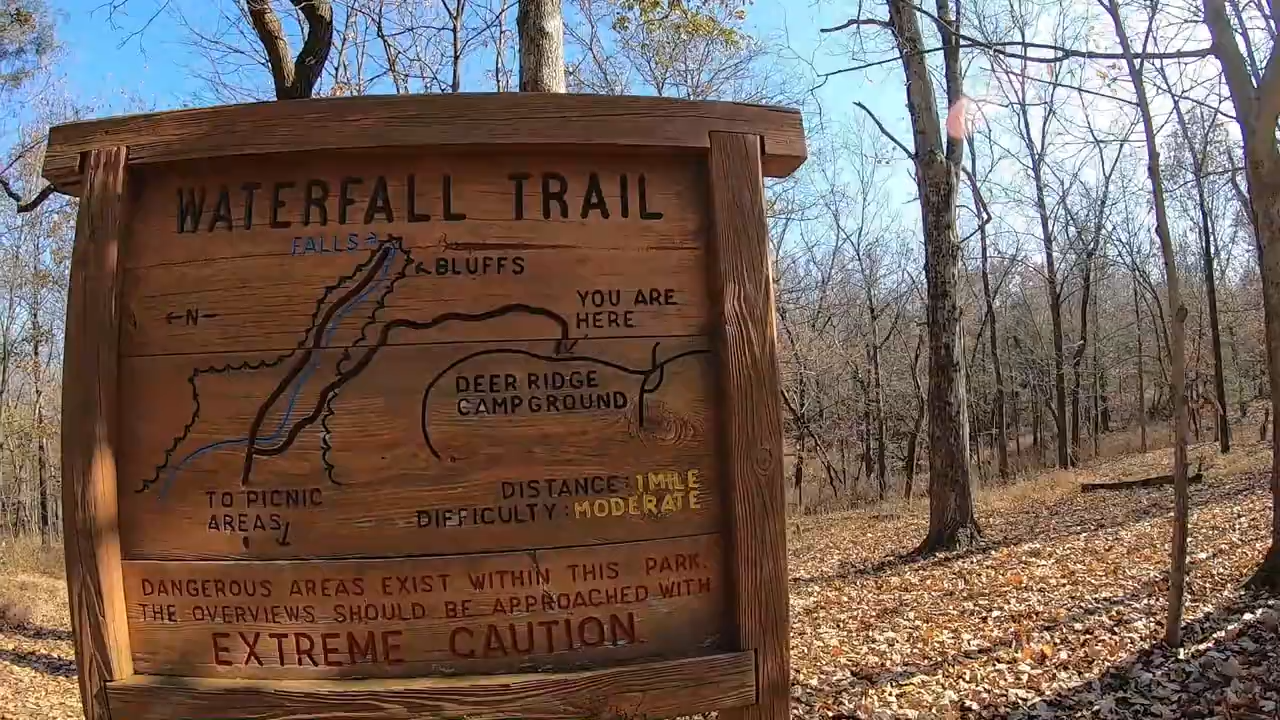 WATERFALL TRAIL
FALLS→
←BLUFFS
←N-
YOU ARE
HERE
DEER RIDGE
CAMPGROUND
TO PICNIC
AREAS
DISTANCE: 1 MILE
DIFFICULTY: MODERATE
DANGEROUS AREAS EXIST WITHIN THIS PARK.
THE OVERVIEWS SHOULD BE APPROACHED WITH
EXTREME CAUTION.